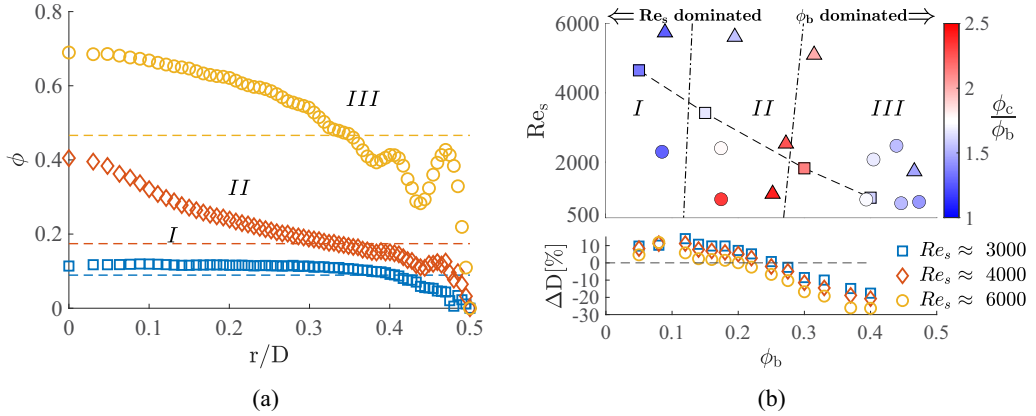 0.8
0.6
0.4
0.2
0
ϕ
III
II
I
0 0.1 0.2 0.3 0.4 0.5
r/D
(a)
⟸ Re_s dominated
ϕ_b dominated ⟹
6000
4000
2000
500
Re_s
I II III
2.5
2
1.5
1
ϕ_c/ϕ_b
10
0
-10
-20
-30
ΔD[%]
0 0.1 0.2 0.3 0.4 0.5
ϕ_b
Re_s ≈ 3000
Re_s ≈ 4000
Re_s ≈ 6000
(b)